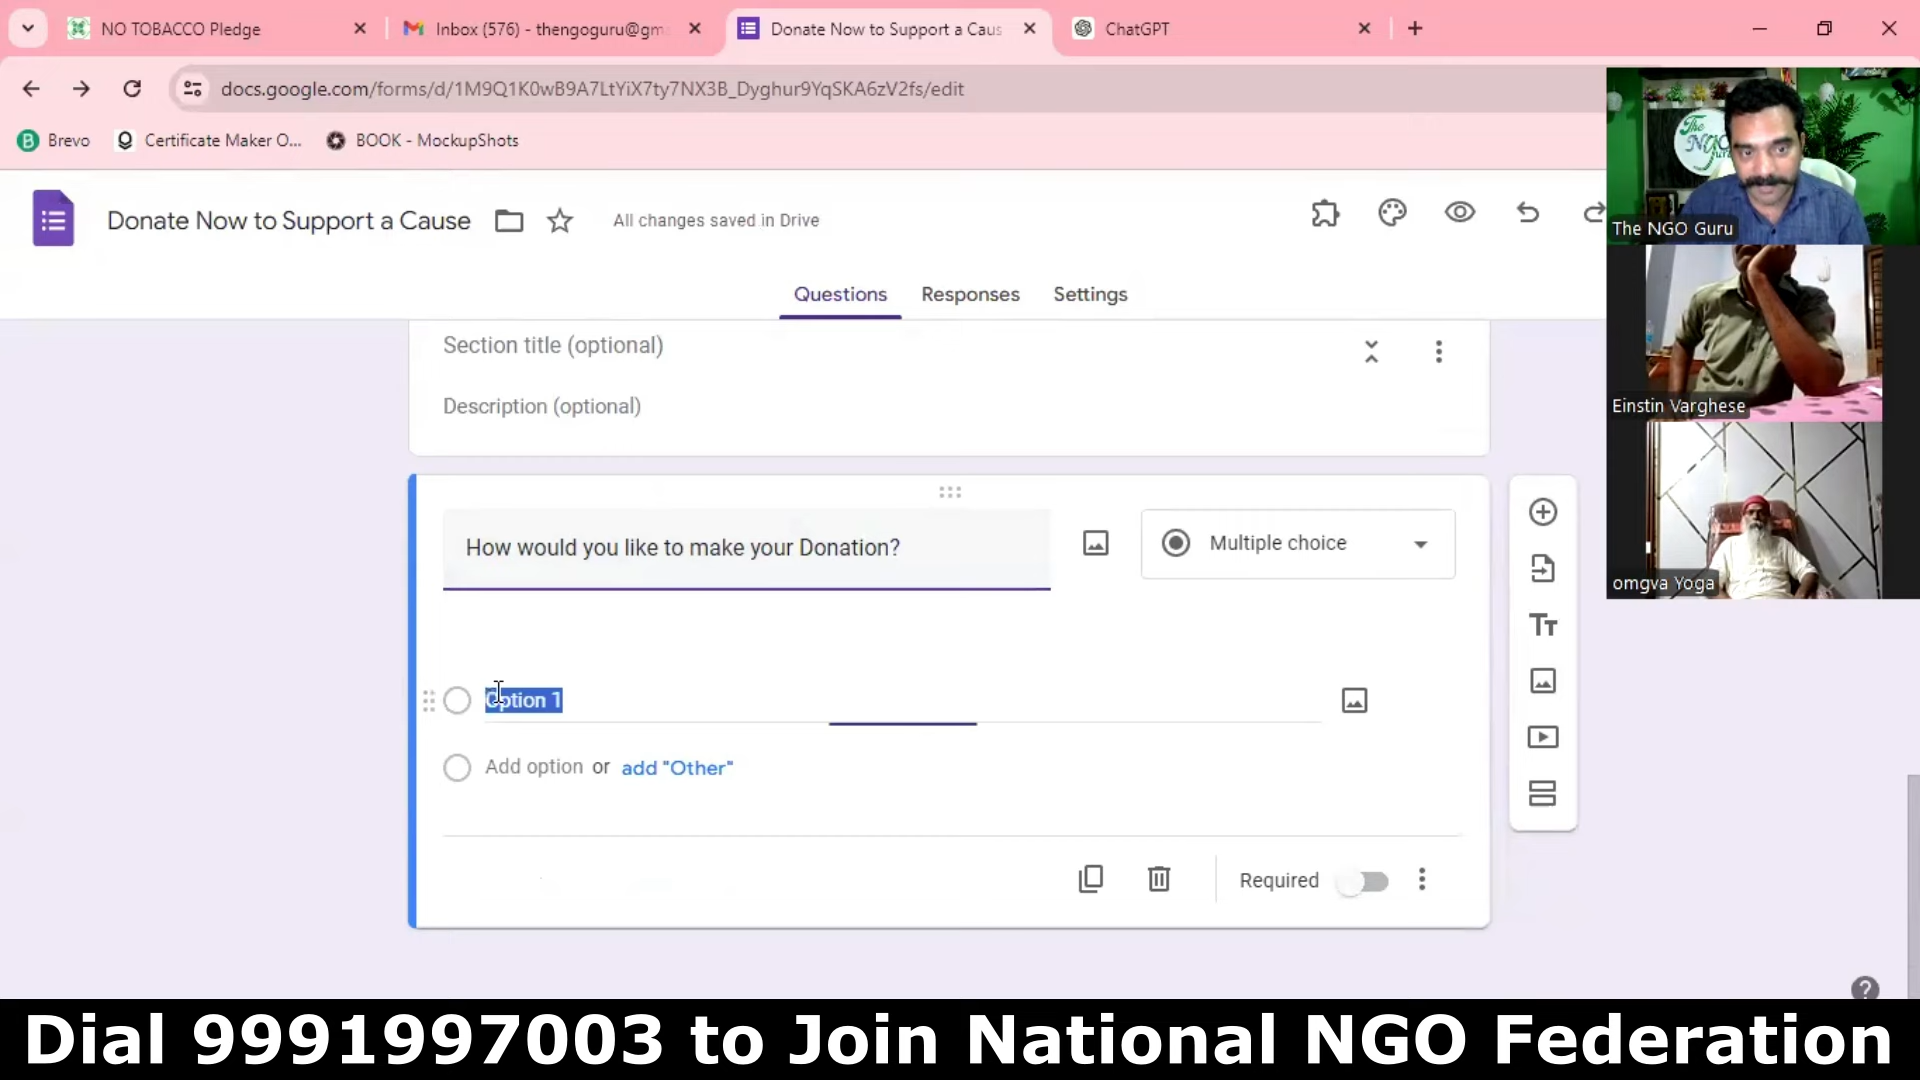 NO TOBACCO Pledge
Inbox (576) - thengoguru@gm
Donate Now to Support a Caus
ChatGPT
docs.google.com/forms/d/1M9Q1K0wB9A7LtYiX7ty7NX3B_Dyghur9YqSKA6zV2fs/edit
Brevo
Certificate Maker O...
BOOK - MockupShots
Donate Now to Support a Cause
All changes saved in Drive
The NGO Guru
Questions
Responses
Settings
Section title (optional)
Description (optional)
Einstin Varghese
How would you like to make your Donation?
Multiple choice
omgva Yoga
Option 1
Add option or add "Other"
Required
Dial 9991997003 to Join National NGO Federation